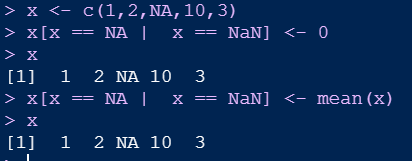 > x <- c(1,2,NA,10,3)
> x[x == NA |  x == NaN] <- 0
> x
[1]  1  2 NA 10  3
> x[x == NA |  x == NaN] <- mean(x)
> x
[1]  1  2 NA 10  3